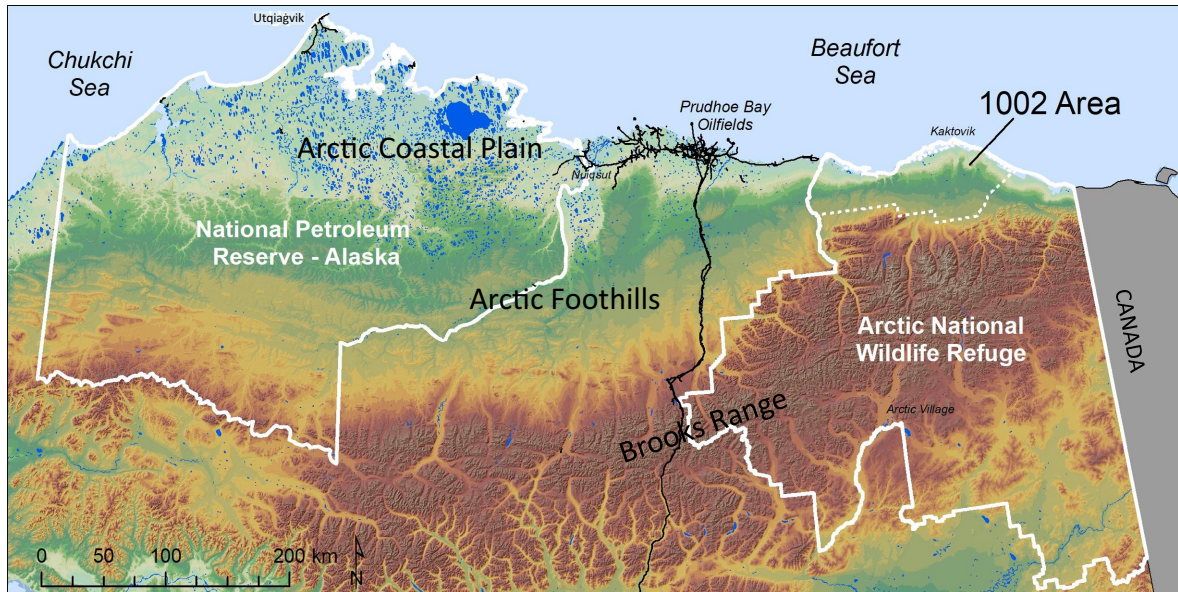 Utqiaġvik
Chukchi
Sea
Beaufort
Sea
1002 Area
Prudhoe Bay
Oilfields
Kaktovik
Arctic Coastal Plain
Nuiqsut
National Petroleum
Reserve - Alaska
Arctic Foothills
CANADA
Arctic National
Wildlife Refuge
Arctic Village
Brooks Range
0 50 100 200 km
N